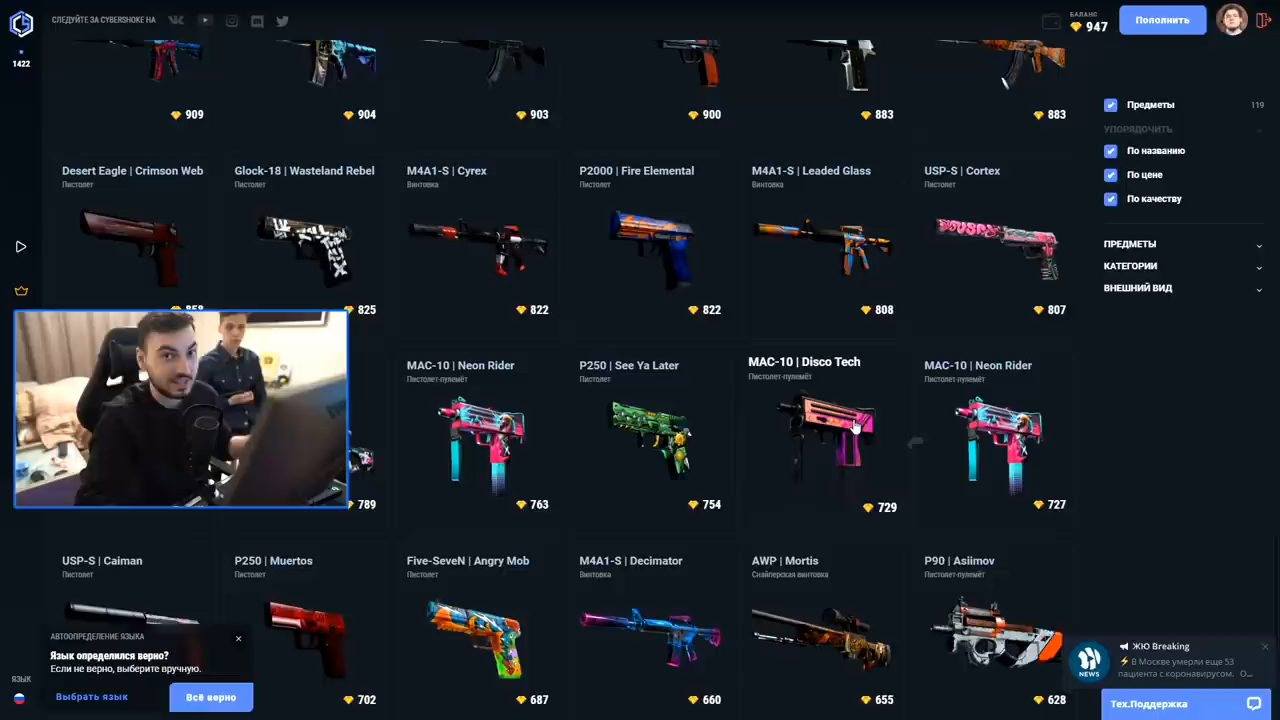 СЛЕДУЙТЕ ЗА CYBERSHOKE НА
БАЛАНС
947
Пополнить
1422
909
904
903
900
883
883
Предметы
119
УПОРЯДОЧИТЬ
По названию
По цене
По качеству
ПРЕДМЕТЫ
КАТЕГОРИИ
ВНЕШНИЙ ВИД
Desert Eagle | Crimson Web
Пистолет
Glock-18 | Wasteland Rebel
Пистолет
825
M4A1-S | Cyrex
Винтовка
822
P2000 | Fire Elemental
Пистолет
822
M4A1-S | Leaded Glass
Винтовка
808
USP-S | Cortex
Пистолет
807
789
MAC-10 | Neon Rider
Пистолет-пулемёт
763
P250 | See Ya Later
Пистолет
754
MAC-10 | Disco Tech
Пистолет-пулемёт
729
MAC-10 | Neon Rider
Пистолет-пулемёт
727
USP-S | Caiman
Пистолет
P250 | Muertos
Пистолет
702
Five-SeveN | Angry Mob
Пистолет
687
M4A1-S | Decimator
Винтовка
660
AWP | Mortis
Снайперская винтовка
655
P90 | Asiimov
Пистолет-пулемёт
628
АВТООПРЕДЕЛЕНИЕ ЯЗЫКА
Язык определился верно?
Если не верно, выберите вручную.
Выбрать язык
Всё верно
ЯЗЫК
NEWS
ЖЮ Breaking
В Москве умерли еще 53
пациента с коронавирусом. О...
Тех.Поддержка